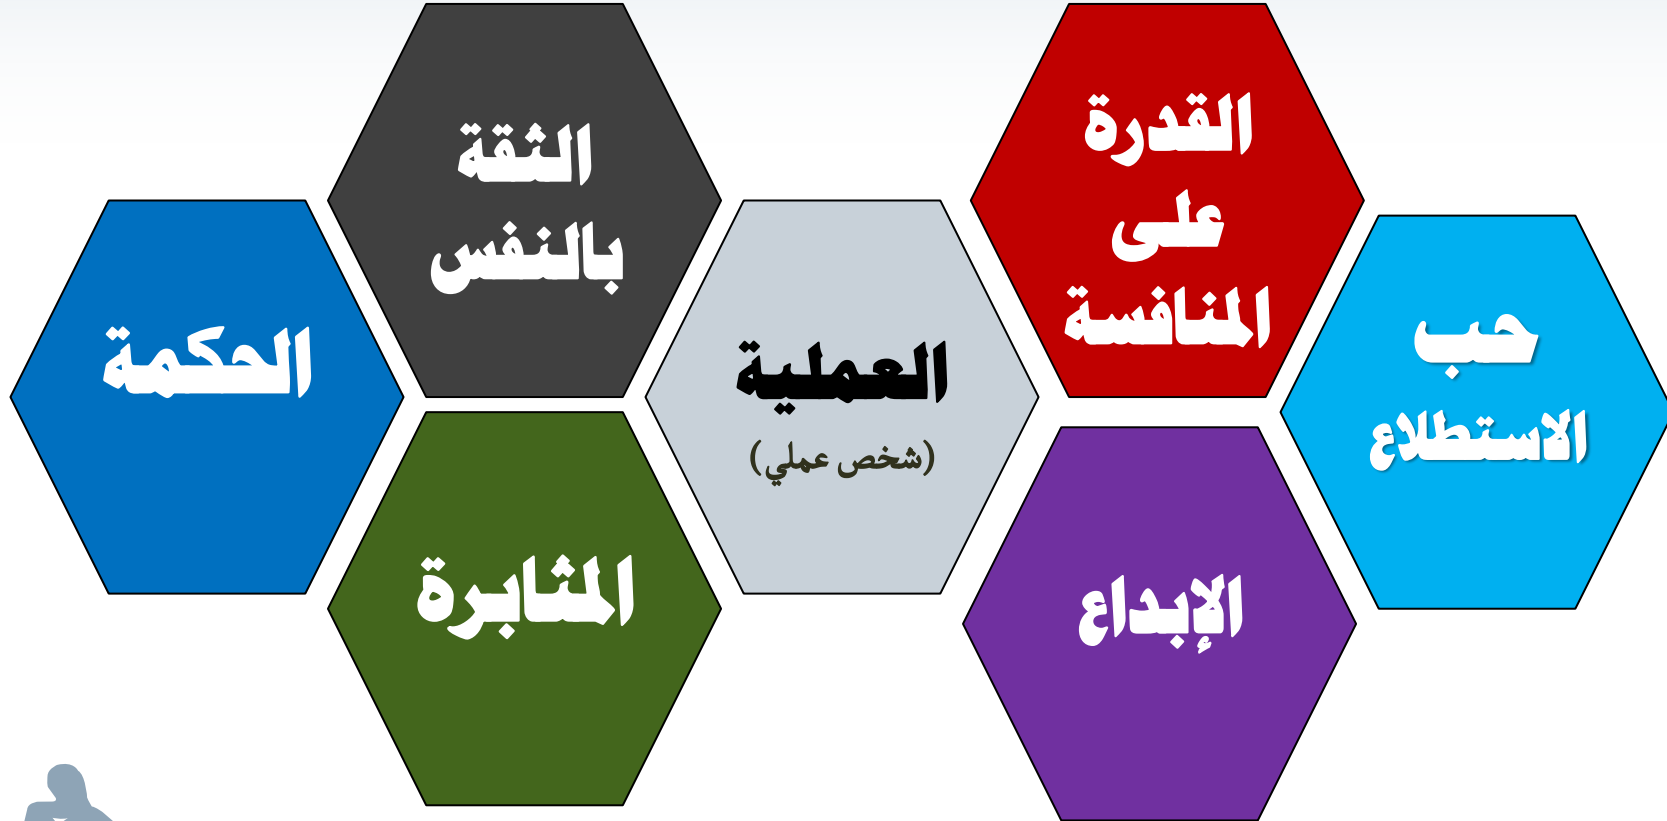 القدرة
على
المنافسة
حب
الاستطلاع
الإبداع
العملية
(شخص عملي)
الثقة
بالنفس
المثابرة
الحكمة